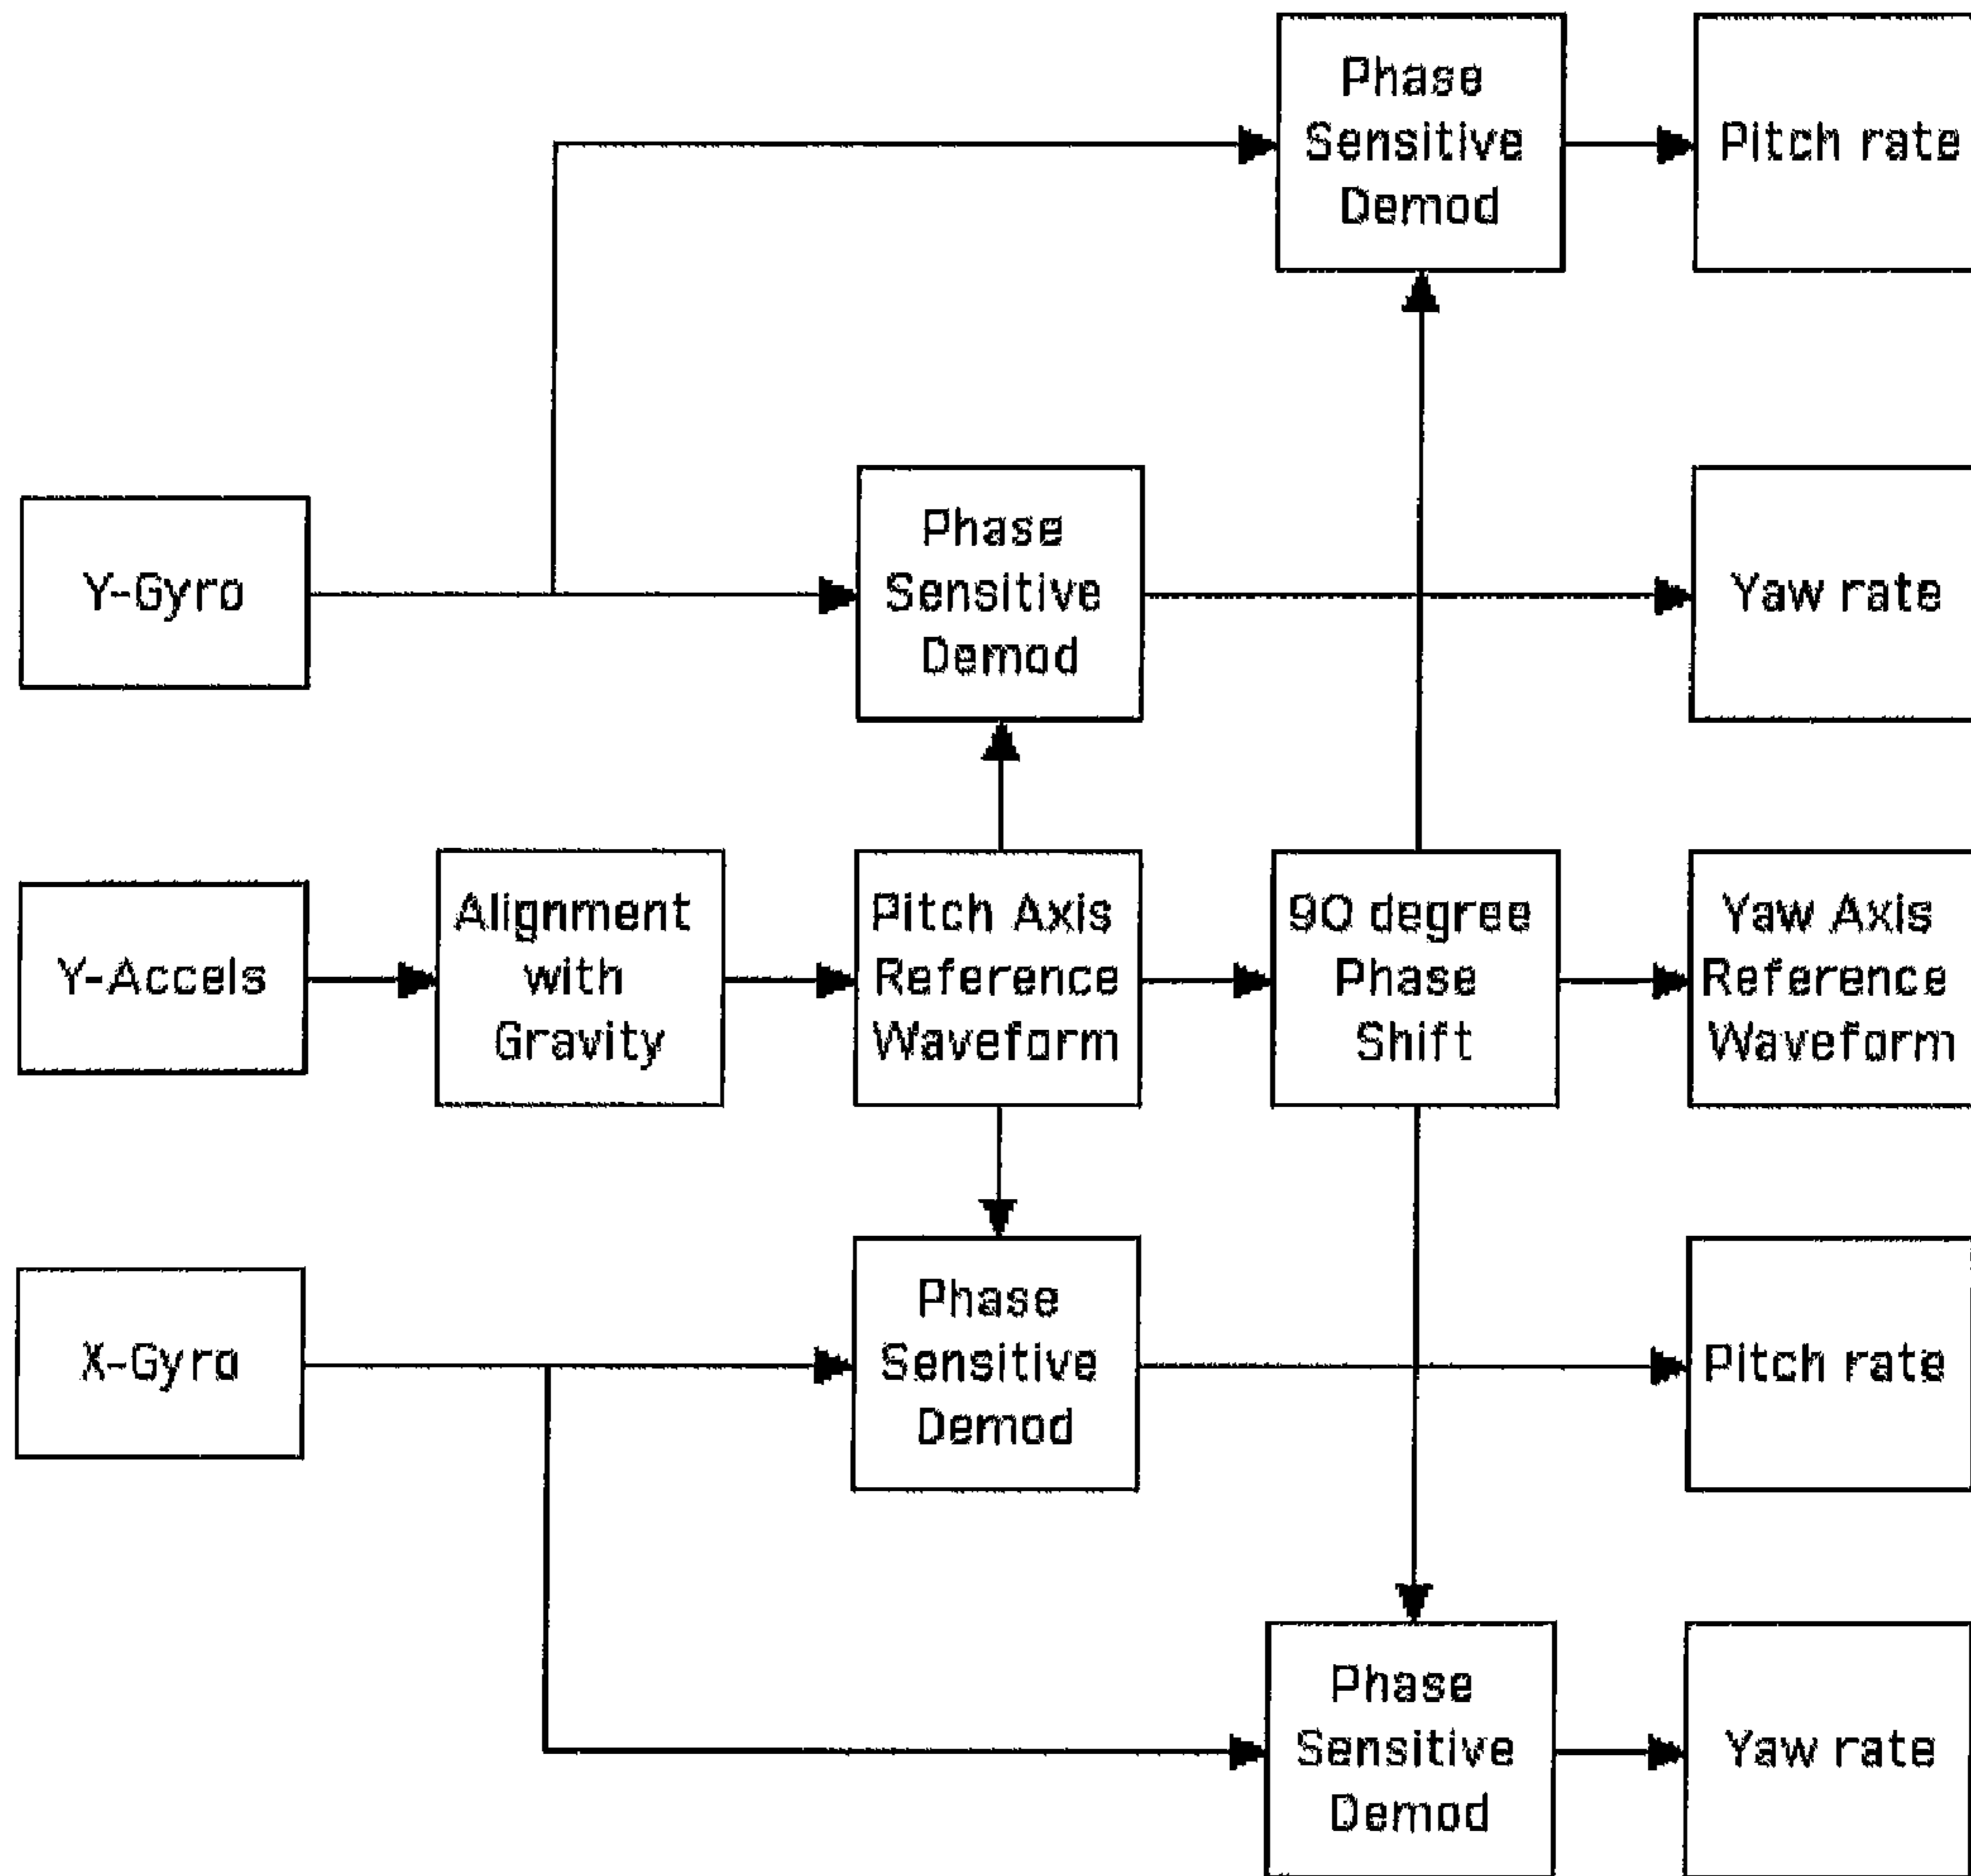 Phase
Sensitive
Demod
Pitch rate
Y-Gyro
Phase
Sensitive
Demod
Yaw rate
Y-Accels
Alignment
with
Gravity
Pitch Axis
Reference
Waveform
90 degree
Phase
Shift
Yaw Axis
Reference
Waveform
X-Gyro
Phase
Sensitive
Demod
Pitch rate
Phase
Sensitive
Demod
Yaw rate